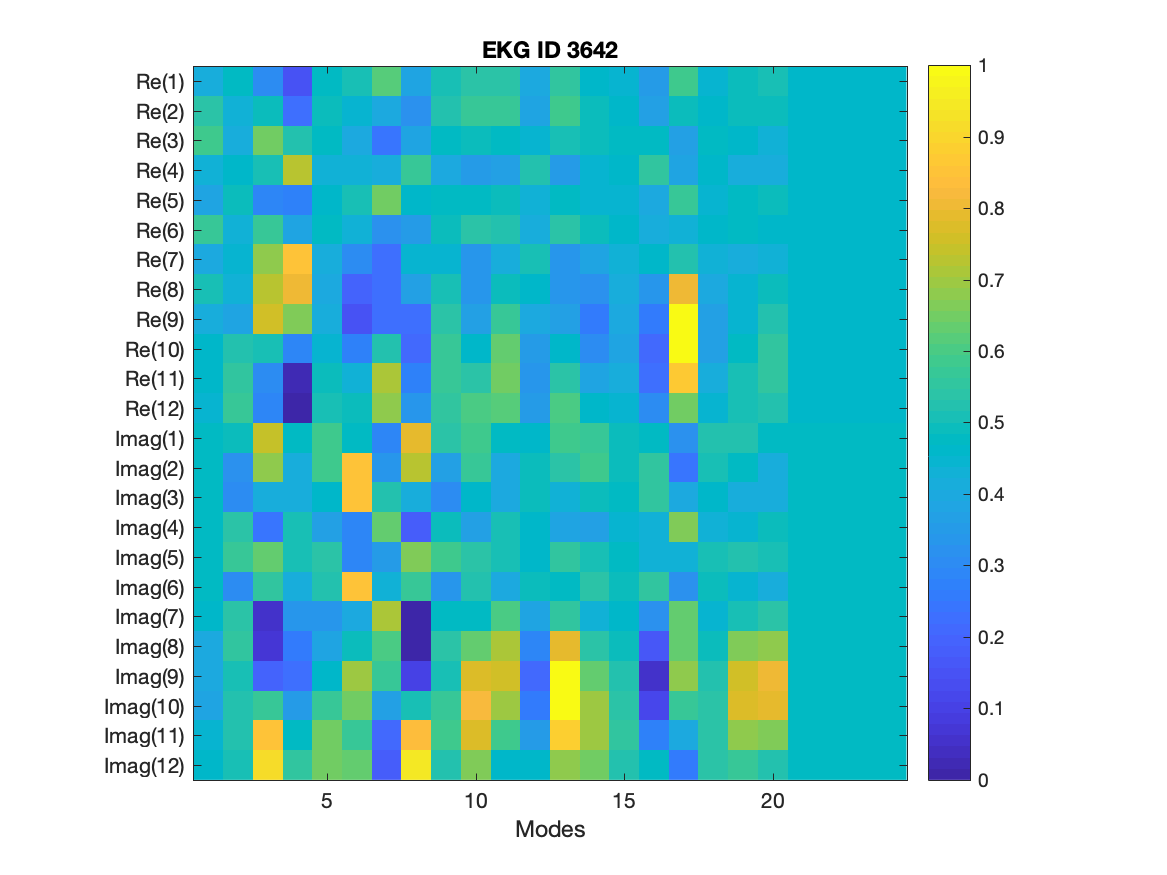 EKG ID 3642
Re(1)
Re(2)
Re(3)
Re(4)
Re(5)
Re(6)
Re(7)
Re(8)
Re(9)
Re(10)
Re(11)
Re(12)
Imag(1)
Imag(2)
Imag(3)
Imag(4)
Imag(5)
Imag(6)
Imag(7)
Imag(8)
Imag(9)
Imag(10)
Imag(11)
Imag(12)
5 10 15 20
Modes
1
0.9
0.8
0.7
0.6
0.5
0.4
0.3
0.2
0.1
0